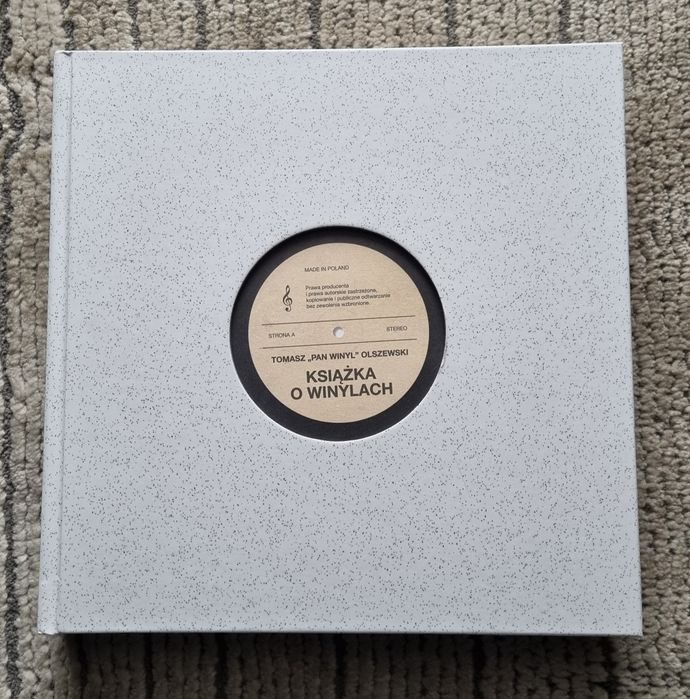 MADE IN POLAND
Prawa producenta
i prawa autorskie zastrzeżone,
kopiowanie i publiczne odtwarzanie
bez zewolenia wzbronione.
STRONA A
STEREO
TOMASZ „PAN WINYL” OLSZEWSKI
KSIĄŻKA
O WINYLACH